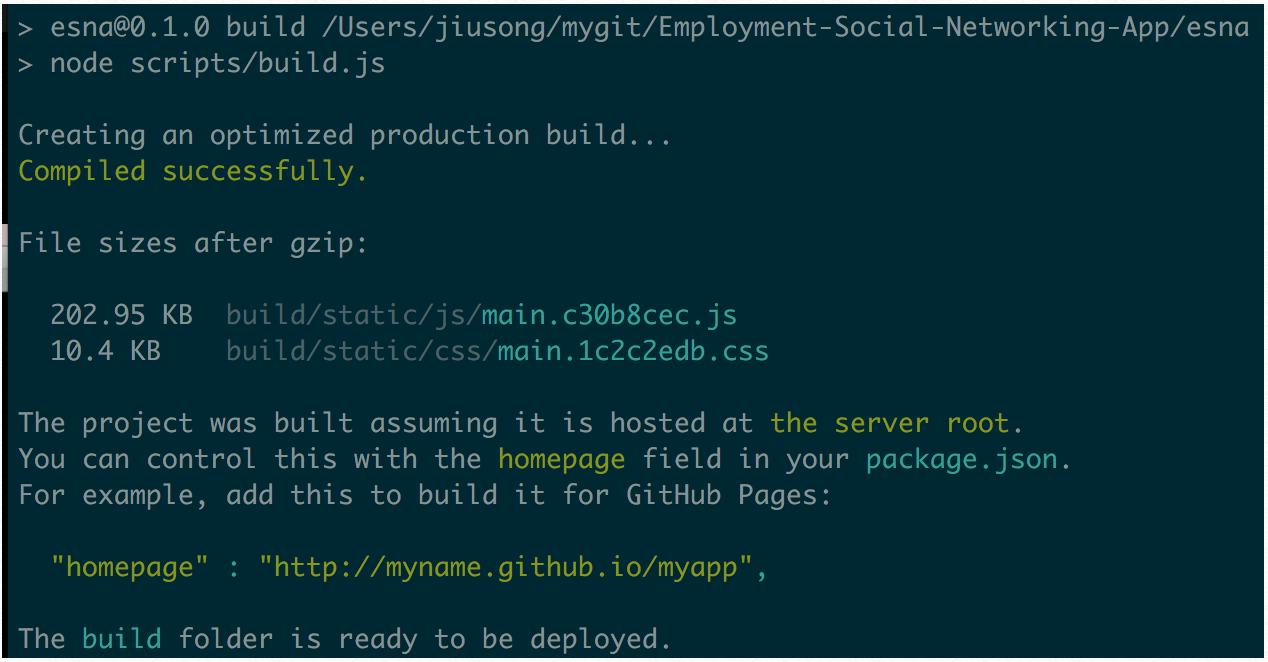 > esna@0.1.0 build /Users/jiusong/mygit/Employment-Social-Networking-App/esna
> node scripts/build.js
Creating an optimized production build...
Compiled successfully.
File sizes after gzip:
202.95 KB  build/static/js/main.c30b8cec.js
10.4 KB    build/static/css/main.1c2c2edb.css
The project was built assuming it is hosted at the server root.
You can control this with the homepage field in your package.json.
For example, add this to build it for GitHub Pages:
"homepage" : "http://myname.github.io/myapp",
The build folder is ready to be deployed.